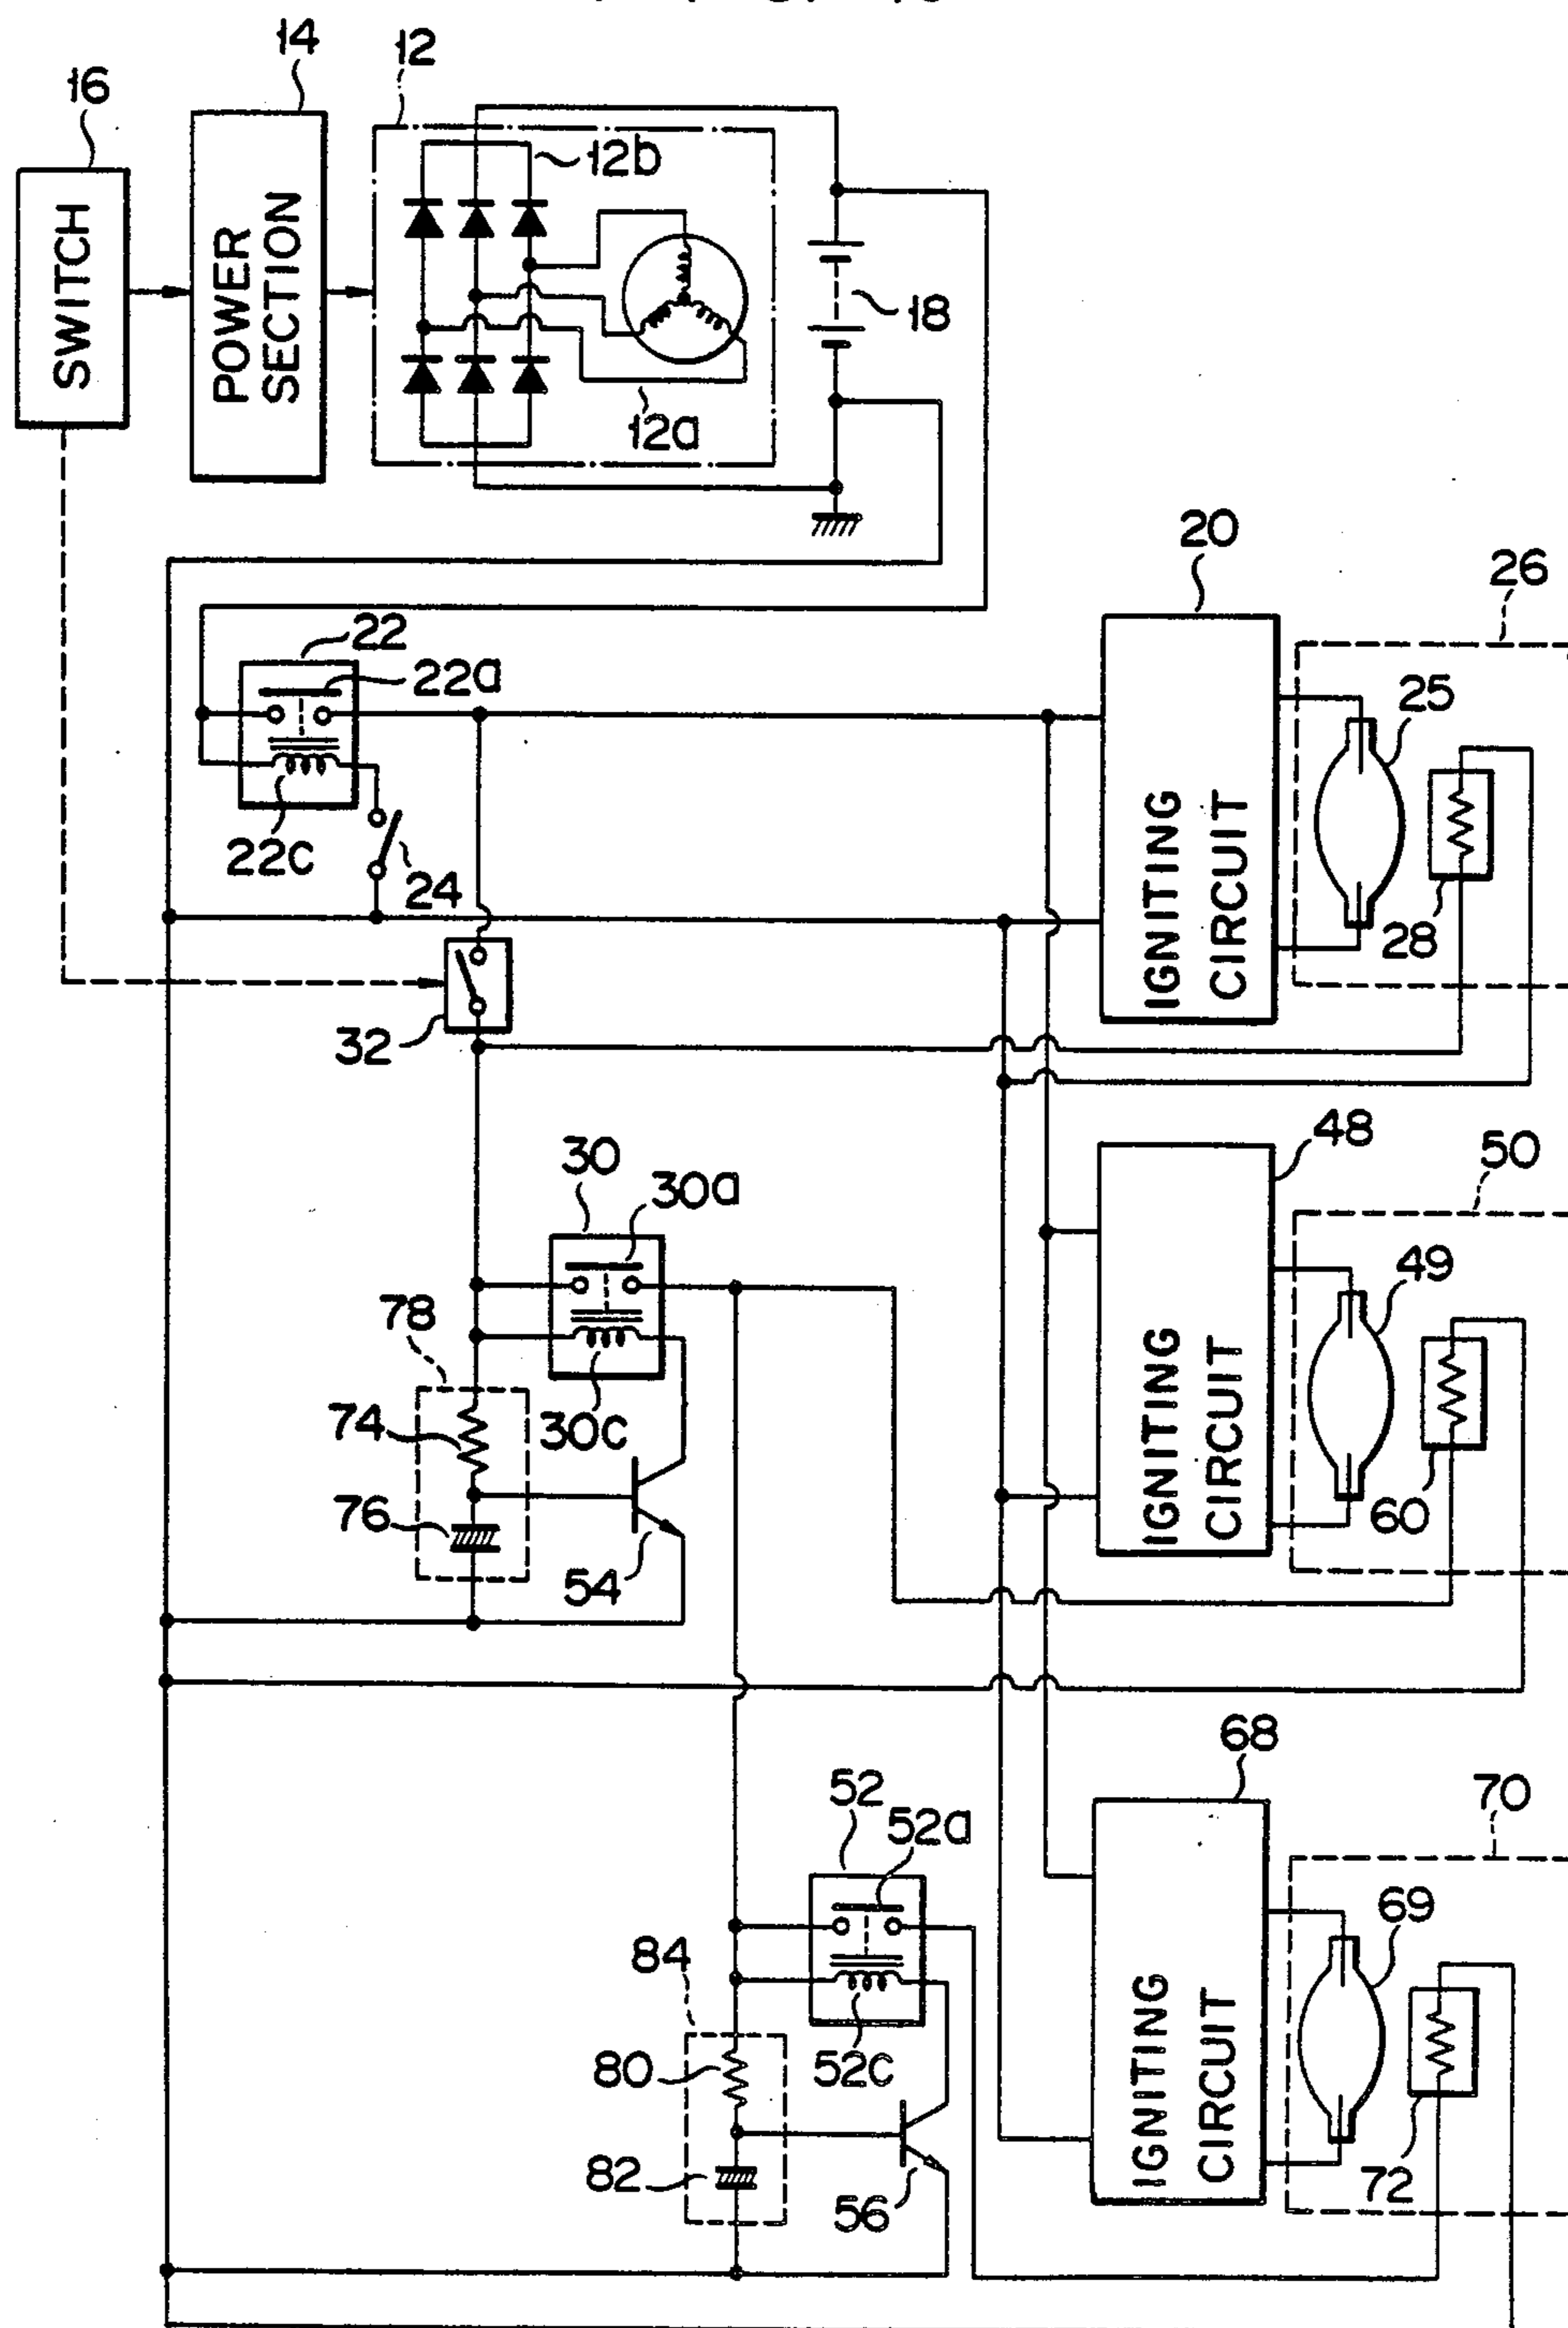 16
14
12
SWITCH
POWER
SECTION
12b
12a
18
20
26
22
22a
25
22c
24
IGNITING
CIRCUIT
28
32
48
50
30
30a
49
78
74
30c
IGNITING
CIRCUIT
76
60
54
68
70
52
52a
69
84
80
52c
IGNITING
CIRCUIT
82
56
72